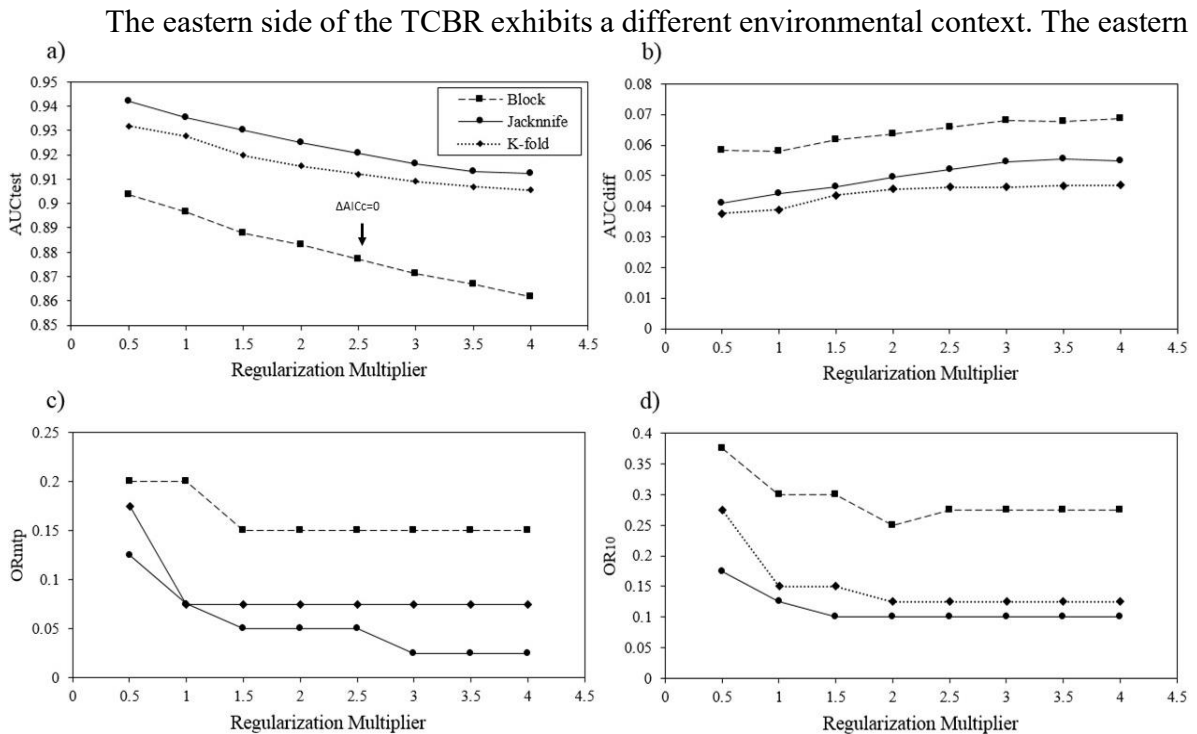 The eastern side of the TCBR exhibits a different environmental context. The eastern
a)
0.95
0.94
0.93
0.92
0.91
0.9
0.89
0.88
0.87
0.86
0.85
AUCtest
Block
Jacknnife
K-fold
ΔAICc=0
0 0.5 1 1.5 2 2.5 3 3.5 4 4.5
Regularization Multiplier
b)
0.08
0.07
0.06
0.05
0.04
0.03
0.02
0.01
0
AUCdiff
0 0.5 1 1.5 2 2.5 3 3.5 4 4.5
Regularization Multiplier
c)
0.25
0.2
0.15
0.1
0.05
0
ORmtp
0 0.5 1 1.5 2 2.5 3 3.5 4 4.5
Regularization Multiplier
d)
0.4
0.35
0.3
0.25
0.2
0.15
0.1
0.05
0
OR10
0 0.5 1 1.5 2 2.5 3 3.5 4 4.5
Regularization Multiplier